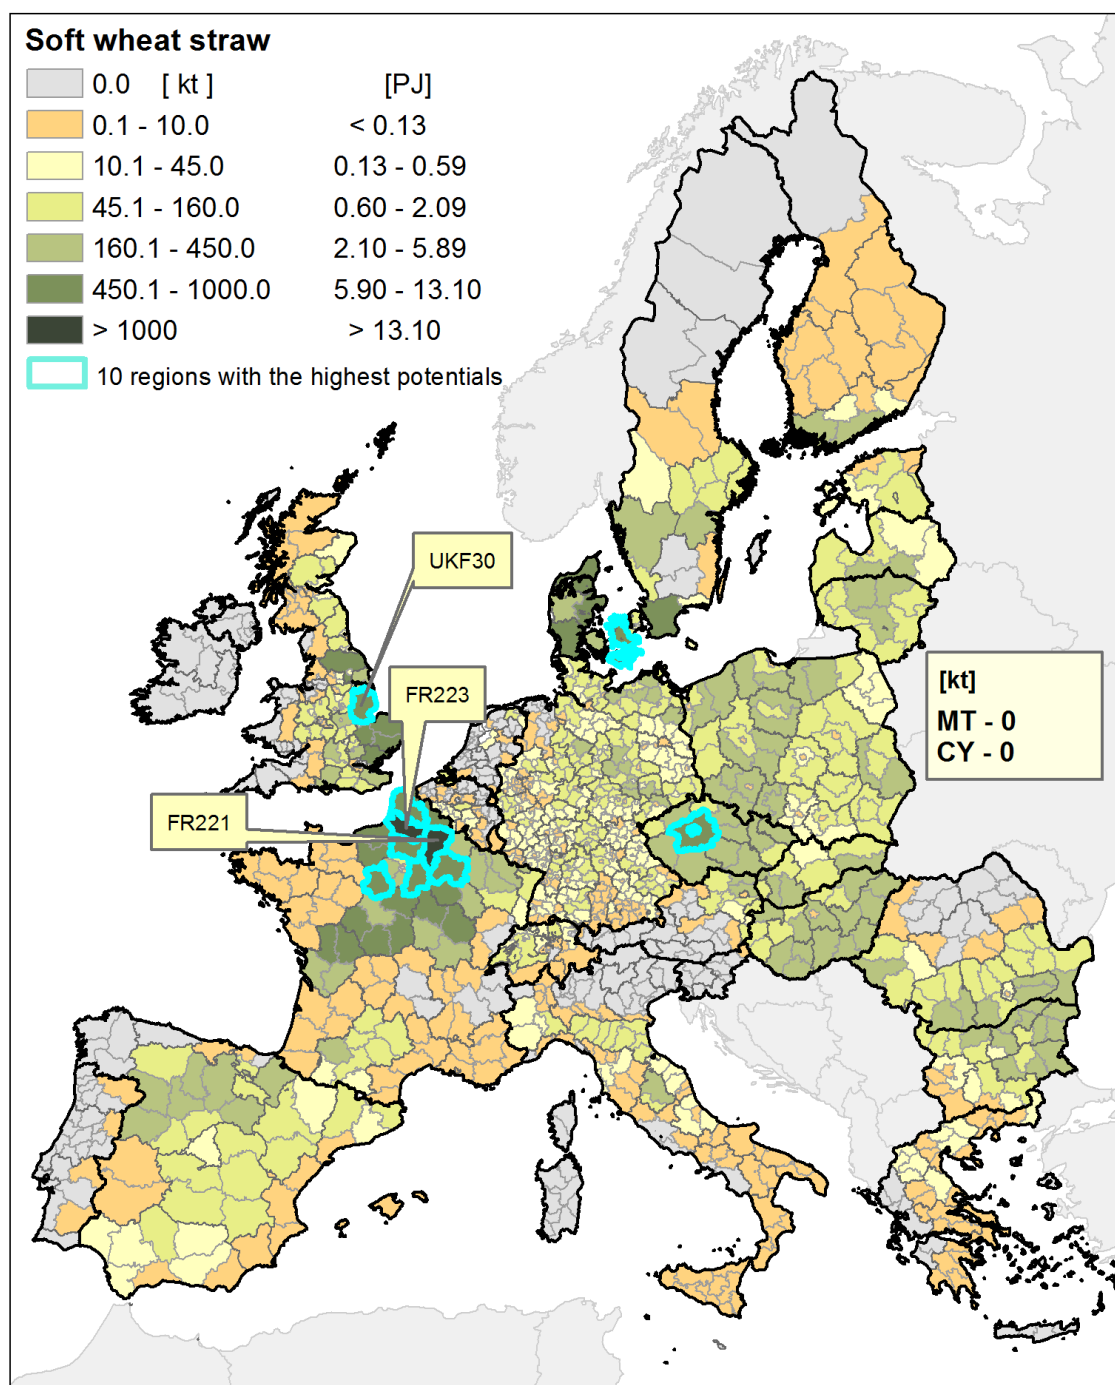 Soft wheat straw
0.0 [ kt ] [PJ]
0.1 - 10.0 < 0.13
10.1 - 45.0 0.13 - 0.59
45.1 - 160.0 0.60 - 2.09
160.1 - 450.0 2.10 - 5.89
450.1 - 1000.0 5.90 - 13.10
> 1000 > 13.10
10 regions with the highest potentials
UKF30
FR223
FR221
[kt]
MT - 0
CY - 0